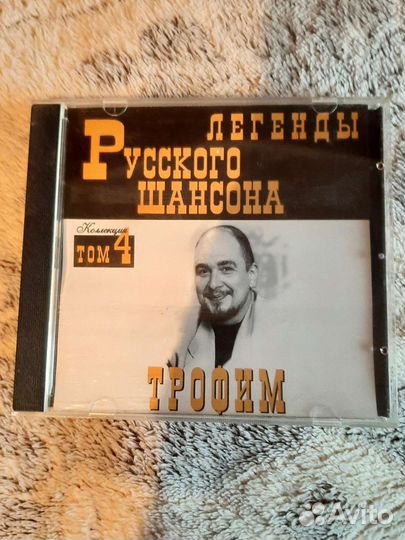 ЛЕГЕНДЫ
РУССКОГО
ШАНСОНА
Коллекция
ТОМ 4
ТРОФИМ
Avito